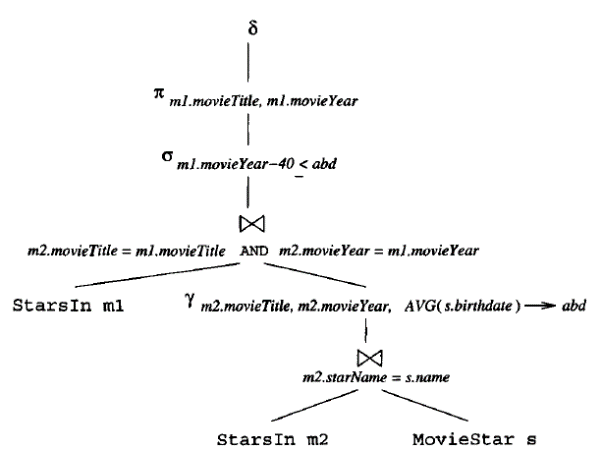 δ
π m1.movieTitle, m1.movieYear
σ m1.movieYear−40 ≤ abd
⋈
m2.movieTitle = m1.movieTitle AND m2.movieYear = m1.movieYear
StarsIn m1
γ m2.movieTitle, m2.movieYear, AVG(s.birthdate) → abd
⋈
m2.starName = s.name
StarsIn m2 MovieStar s